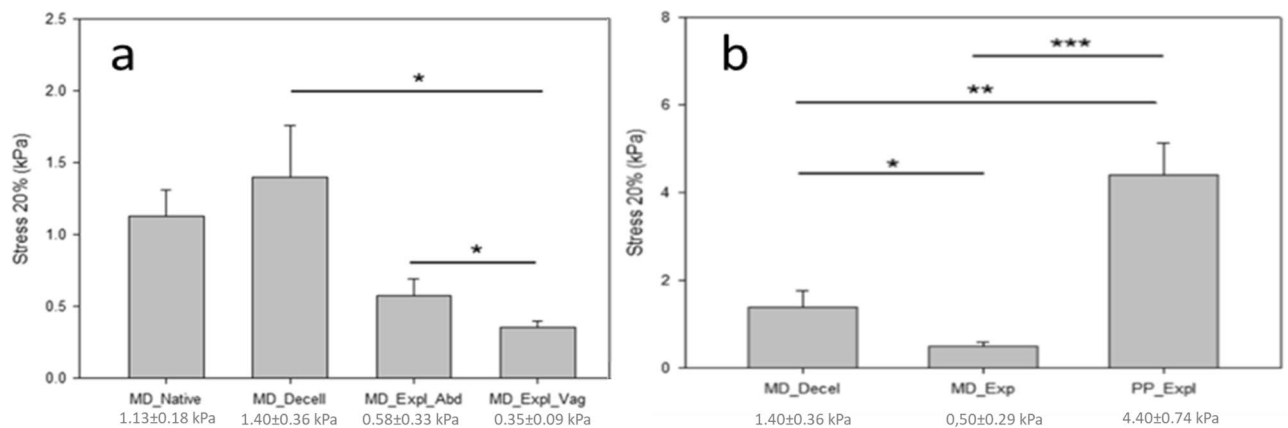 a
Stress 20% (kPa)
2.5
2.0
1.5
1.0
0.5
0.0
*
*
MD_Native MD_Decell MD_Expl_Abd MD_Expl_Vag
1.13±0.18 kPa 1.40±0.36 kPa 0.58±0.33 kPa 0.35±0.09 kPa
b
Stress 20% (kPa)
8
6
4
2
0
***
**
*
MD_Decel MD_Exp PP_Expl
1.40±0.36 kPa 0,50±0.29 kPa 4.40±0.74 kPa